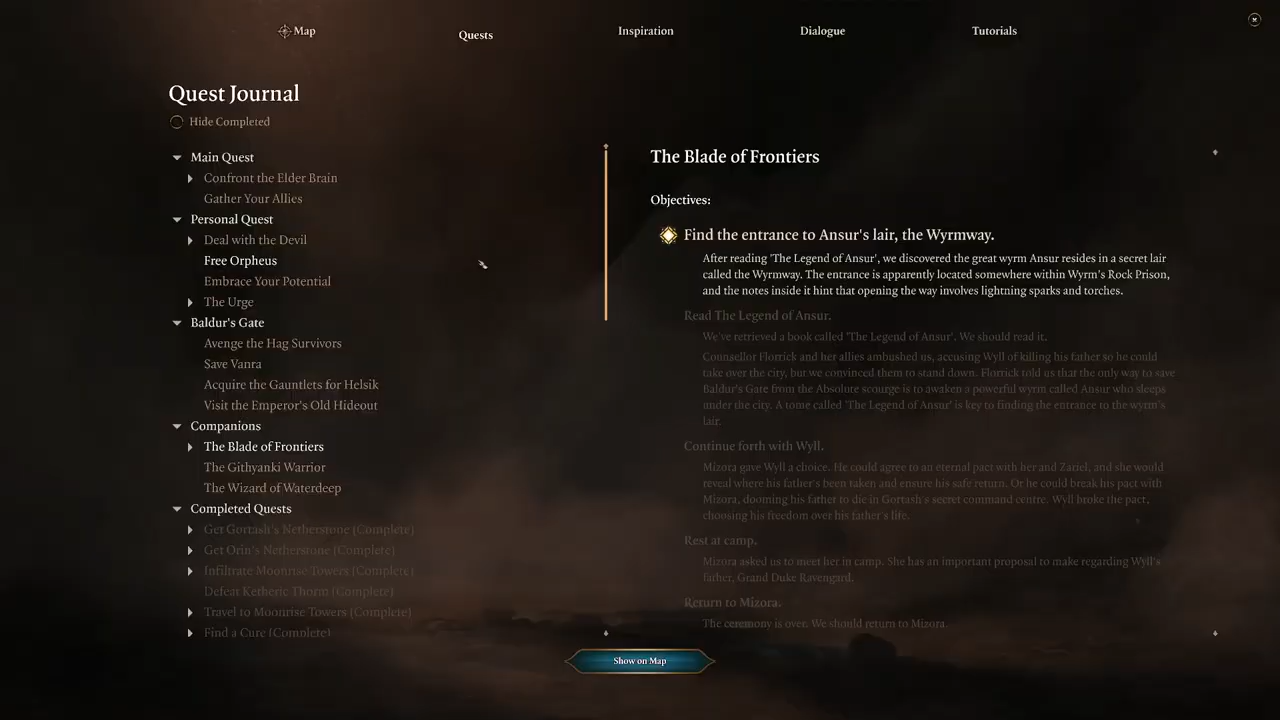 Map
Quests
Inspiration
Dialogue
Tutorials
Quest Journal
Hide Completed
Main Quest
Confront the Elder Brain
Gather Your Allies
Personal Quest
Deal with the Devil
Free Orpheus
Embrace Your Potential
The Urge
Baldur's Gate
Avenge the Hag Survivors
Save Vanra
Acquire the Gauntlets for Helsik
Visit the Emperor's Old Hideout
Companions
The Blade of Frontiers
The Githyanki Warrior
The Wizard of Waterdeep
Completed Quests
Get Gortash's Netherstone (Complete)
Get Orin's Netherstone (Complete)
Infiltrate Moonrise Towers (Complete)
Defeat Ketheric Thorm (Complete)
Travel to Moonrise Towers (Complete)
Find a Cure (Complete)
The Blade of Frontiers
Objectives:
Find the entrance to Ansur's lair, the Wyrmway.
After reading 'The Legend of Ansur', we discovered the great wyrm Ansur resides in a secret lair
called the Wyrmway. The entrance is apparently located somewhere within Wyrm's Rock Prison,
and the notes inside it hint that opening the way involves lightning sparks and torches.
Read The Legend of Ansur.
We've retrieved a book called 'The Legend of Ansur'. We should read it.
Counsellor Florrick and her allies ambushed us, accusing Wyll of killing his father so he could
take over the city, but we convinced them to stand down. Florrick told us that the only way to save
Baldur's Gate from the Absolute scourge is to awaken a powerful wyrm called Ansur who sleeps
under the city. A tome called 'The Legend of Ansur' is key to finding the entrance to the wyrm's
lair.
Continue forth with Wyll.
Mizora gave Wyll a choice. He could agree to an eternal pact with her and Zariel, and she would
reveal where his father's been taken and ensure his safe return. Or he could break his pact with
Mizora, dooming his father to die in Gortash's secret command centre. Wyll broke the pact,
choosing his freedom over his father's life.
Rest at camp.
Mizora asked us to meet her in camp. She has an important proposal to make regarding Wyll's
father, Grand Duke Ravengard.
Return to Mizora.
The ceremony is over. We should return to Mizora.
Show on Map